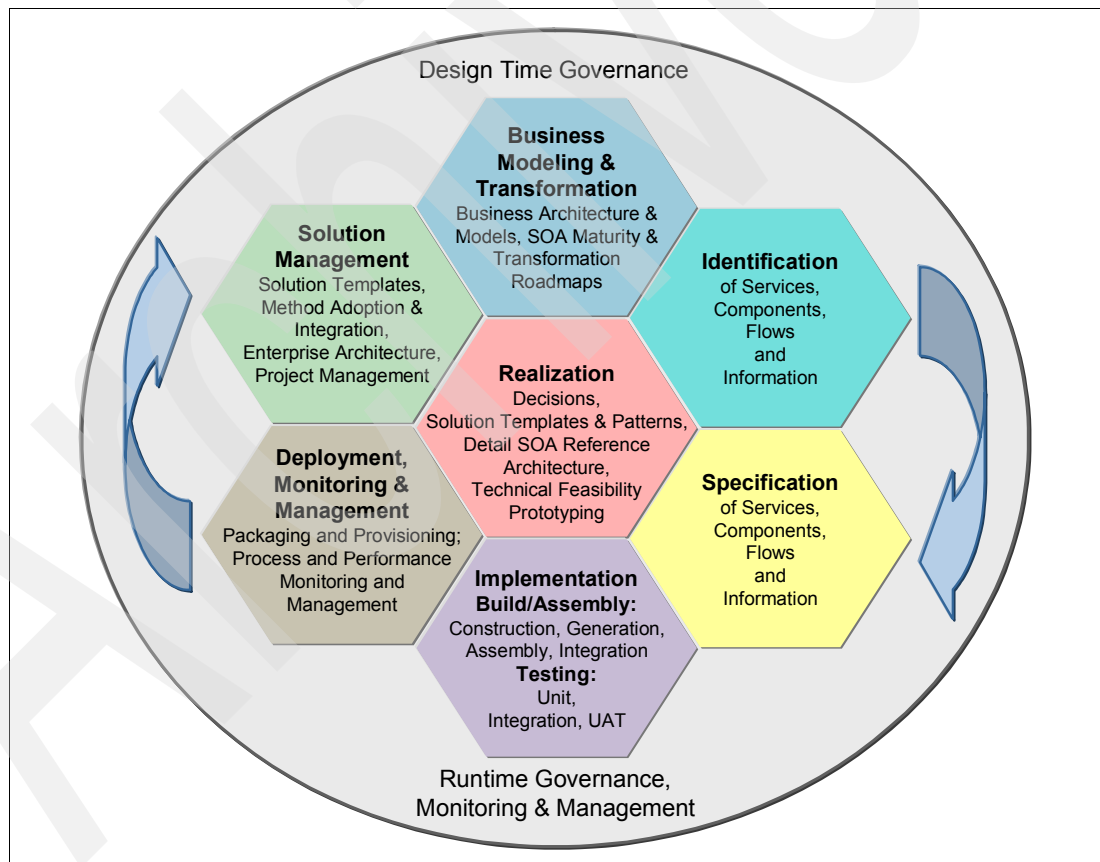 Design Time Governance
Business
Modeling &
Transformation
Business Architecture &
Models, SOA Maturity &
Transformation
Roadmaps
Solution
Management
Solution Templates,
Method Adoption &
Integration,
Enterprise Architecture,
Project Management
Identification
of Services,
Components,
Flows
and
Information
Realization
Decisions,
Solution Templates & Patterns,
Detail SOA Reference
Architecture,
Technical Feasibility
Prototyping
Deployment,
Monitoring &
Management
Packaging and Provisioning;
Process and Performance
Monitoring and
Management
Specification
of Services,
Components,
Flows
and
Information
Implementation
Build/Assembly:
Construction, Generation,
Assembly, Integration
Testing:
Unit,
Integration, UAT
Runtime Governance,
Monitoring & Management